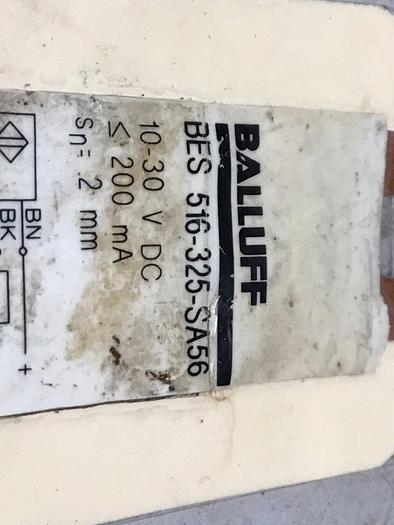 BALLUFF
BES 516-325-SA56
10-30 V DC
≤ 200 mA
sn= 2 mm
BN
BK
+